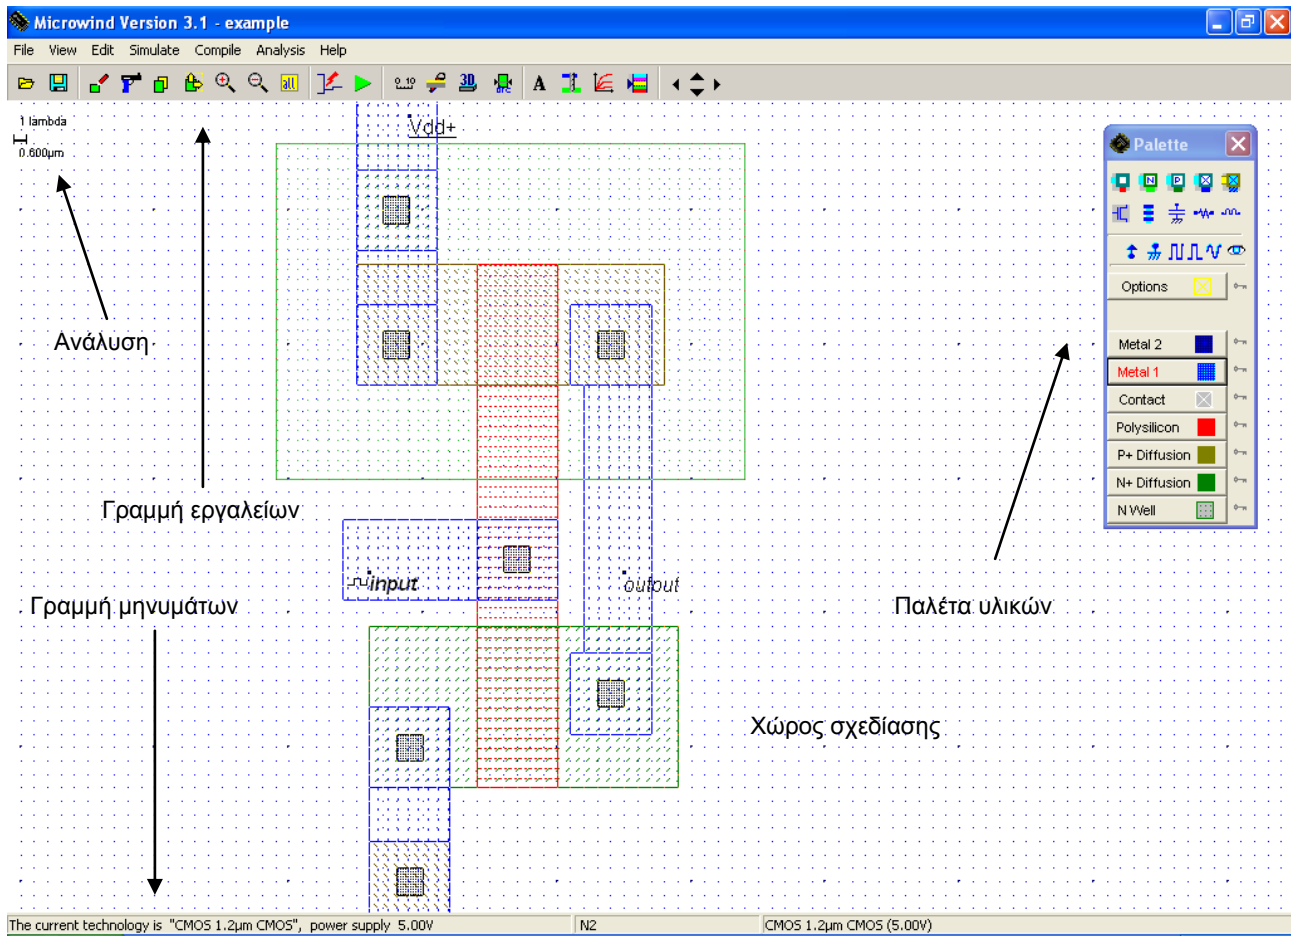 Microwind Version 3.1 - example
File View Edit Simulate Compile Analysis Help
1 lambda
0.600µm
Vdd+
Palette
Options
Ανάλυση
Metal 2
Metal 1
Contact
Polysilicon
P+ Diffusion
N+ Diffusion
N Well
Γραμμή εργαλείων
input
output
Γραμμή μηνυμάτων
Παλέτα υλικών
Χώρος σχεδίασης
The current technology is "CMOS 1.2µm CMOS", power supply 5.00V
N2
CMOS 1.2µm CMOS (5.00V)